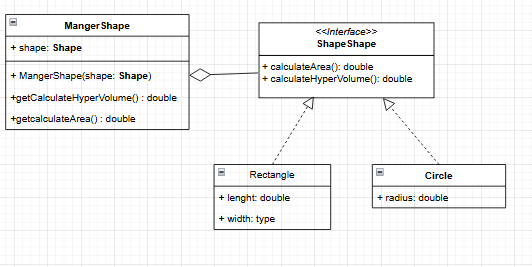 MangerShape
+ shape: Shape
+ MangerShape(shape: Shape)
+getCalculateHyperVolume() : double
+getcalculateArea() : double
<<Interface>>
ShapeShape
+ calculateArea(): double
+ calculateHyperVolume(): double
Rectangle
+ lenght: double
+ width: type
Circle
+ radius: double